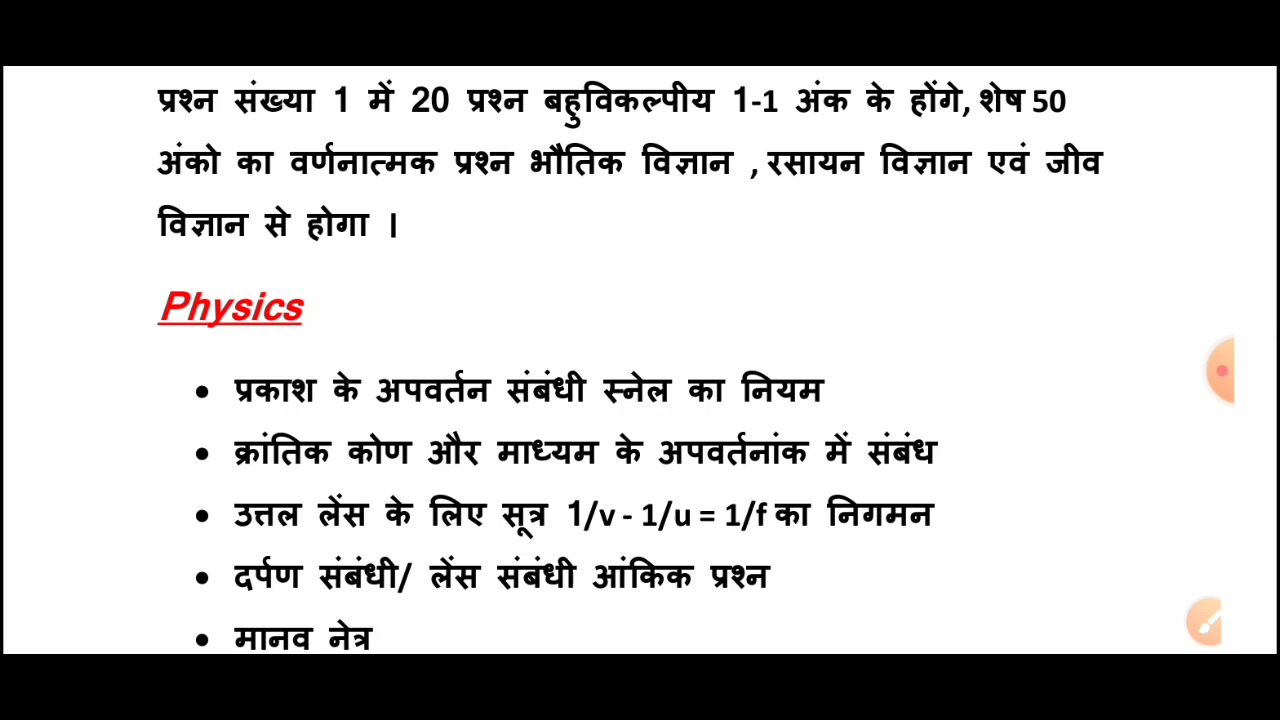 प्रश्न संख्या 1 में 20 प्रश्न बहुविकल्पीय 1-1 अंक के होंगे, शेष 50
अंको का वर्णनात्मक प्रश्न भौतिक विज्ञान , रसायन विज्ञान एवं जीव
विज्ञान से होगा ।
Physics
• प्रकाश के अपवर्तन संबंधी स्नेल का नियम
• क्रांतिक कोण और माध्यम के अपवर्तनांक में संबंध
• उत्तल लेंस के लिए सूत्र 1/v - 1/u = 1/f का निगमन
• दर्पण संबंधी/ लेंस संबंधी आंकिक प्रश्न
• मानव नेत्र